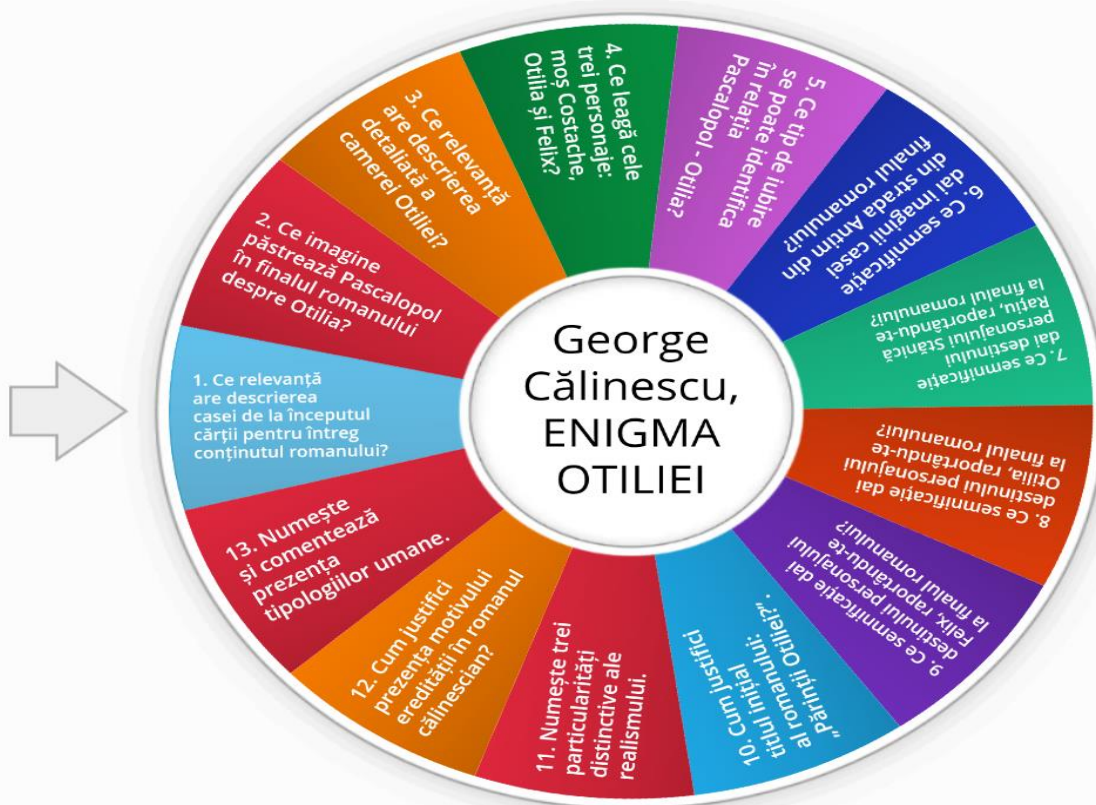 George
Călinescu,
ENIGMA
OTILIEI
1. Ce relevanță
are descrierea
casei de la începutul
cărții pentru întreg
conținutul romanului?
2. Ce imagine
păstrează Pascalopol
în finalul romanului
despre Otilia?
3. Ce relevanță
are descrierea
detaliată a
camerei Otiliei?
4. Ce leagă cele
trei personaje:
moș Costache,
Otilia și Felix?
5. Ce tip de iubire
se poate identifica
în relația
Pascalopol - Otilia?
6. Ce semnificație
dai imaginii casei
din strada Antim din
finalul romanului?
7. Ce semnificație
dai destinului
personajului Stănică
Rațiu, raportându-te
la finalul romanului?
8. Ce semnificație dai
destinului personajului
Otilia, raportându-te
la finalul romanului?
9. Ce semnificație dai
destinului personajului
Felix, raportându-te
la finalul romanului?
10. Cum justifici
titlul inițial
al romanului:
„Părinții Otiliei?” .
11. Numește trei
particularități
distinctive ale
realismului.
12. Cum justifici
prezența motivului
eredității în romanul
călinescian?
13. Numește
și comentează
prezența
tipologiilor umane.